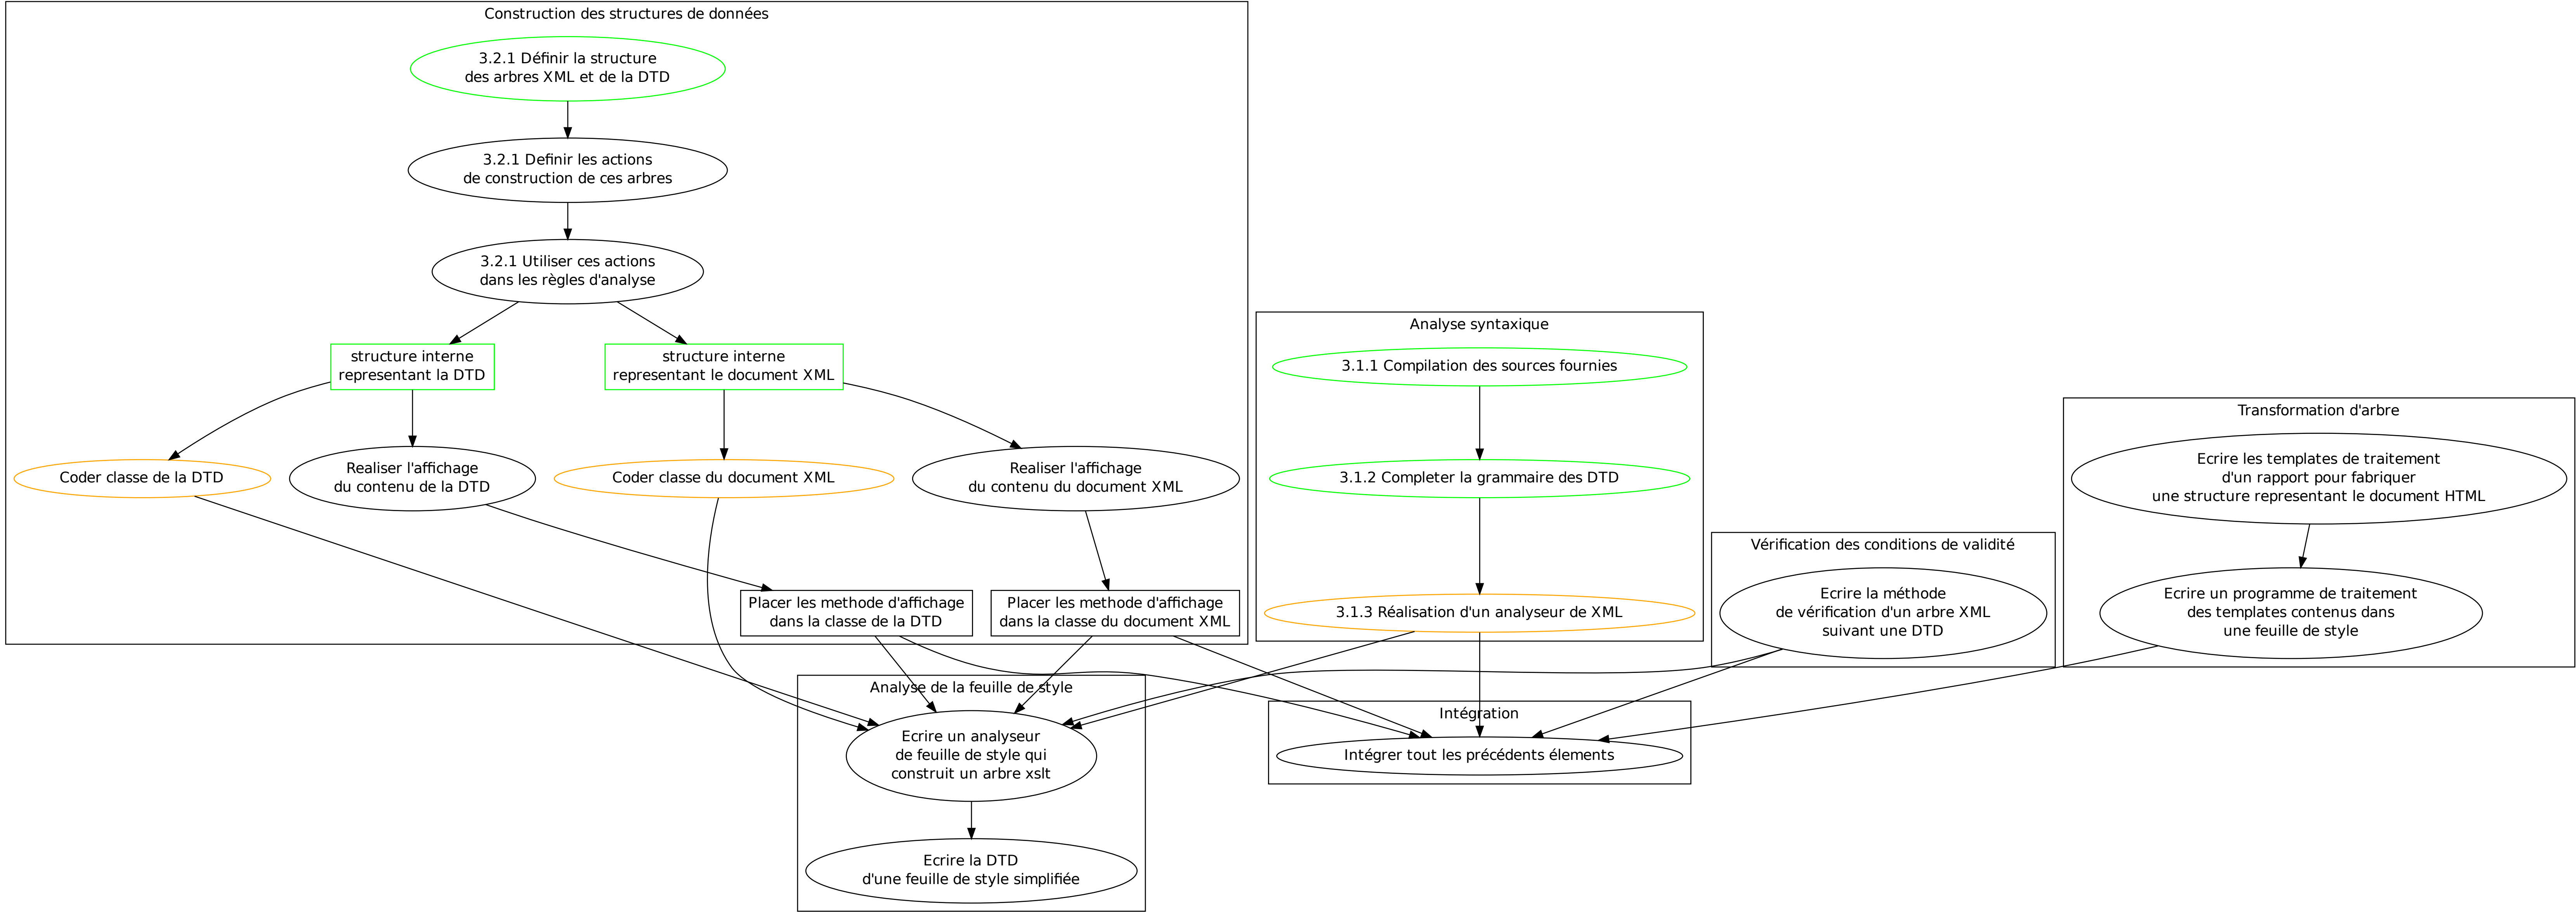 Construction des structures de données
3.2.1 Définir la structure
des arbres XML et de la DTD
3.2.1 Definir les actions
de construction de ces arbres
3.2.1 Utiliser ces actions
dans les règles d'analyse
structure interne
representant la DTD
structure interne
representant le document XML
Coder classe de la DTD
Realiser l'affichage
du contenu de la DTD
Coder classe du document XML
Realiser l'affichage
du contenu du document XML
Placer les methode d'affichage
dans la classe de la DTD
Placer les methode d'affichage
dans la classe du document XML
Analyse syntaxique
3.1.1 Compilation des sources fournies
3.1.2 Completer la grammaire des DTD
3.1.3 Réalisation d'un analyseur de XML
Vérification des conditions de validité
Ecrire la méthode
de vérification d'un arbre XML
suivant une DTD
Transformation d'arbre
Ecrire les templates de traitement
d'un rapport pour fabriquer
une structure representant le document HTML
Ecrire un programme de traitement
des templates contenus dans
une feuille de style
Analyse de la feuille de style
Ecrire un analyseur
de feuille de style qui
construit un arbre xslt
Ecrire la DTD
d'une feuille de style simplifiée
Intégration
Intégrer tout les précédents élements